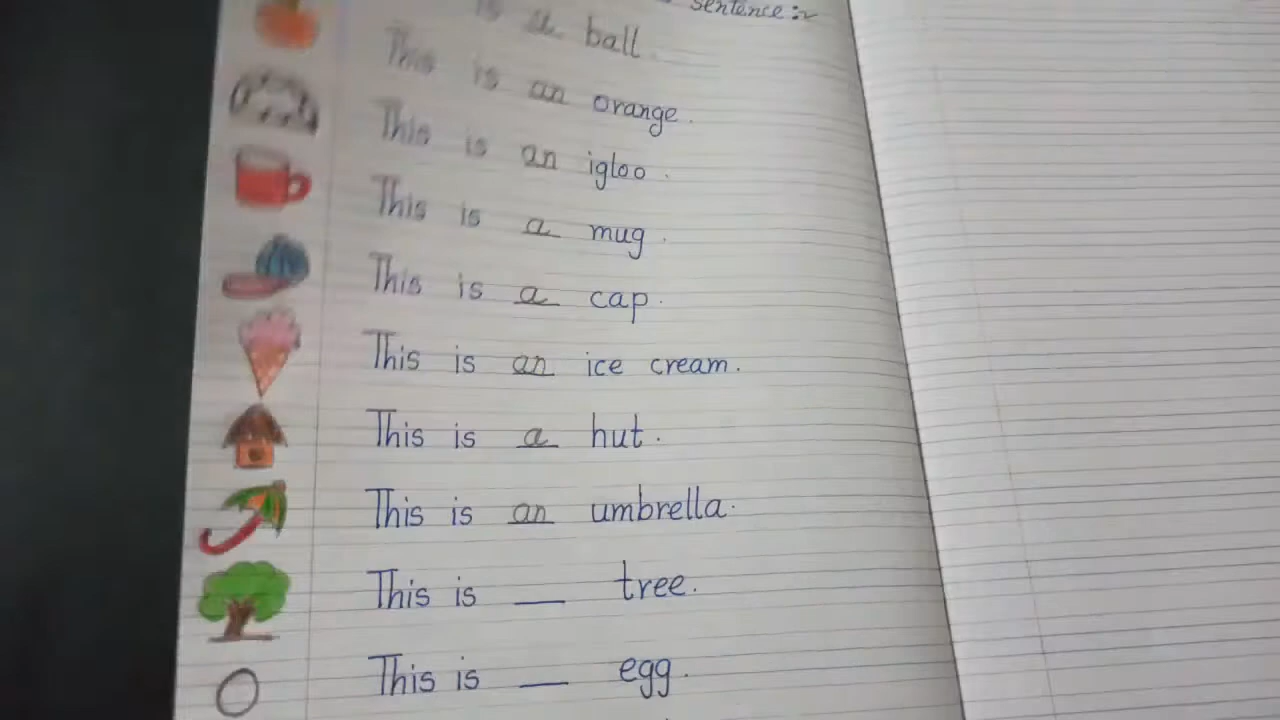 sentence:~
is a ball.
This is an orange.
This is an igloo.
This is a mug.
This is a cap.
This is an ice cream.
This is a hut.
This is an umbrella.
This is __ tree.
This is __ egg.